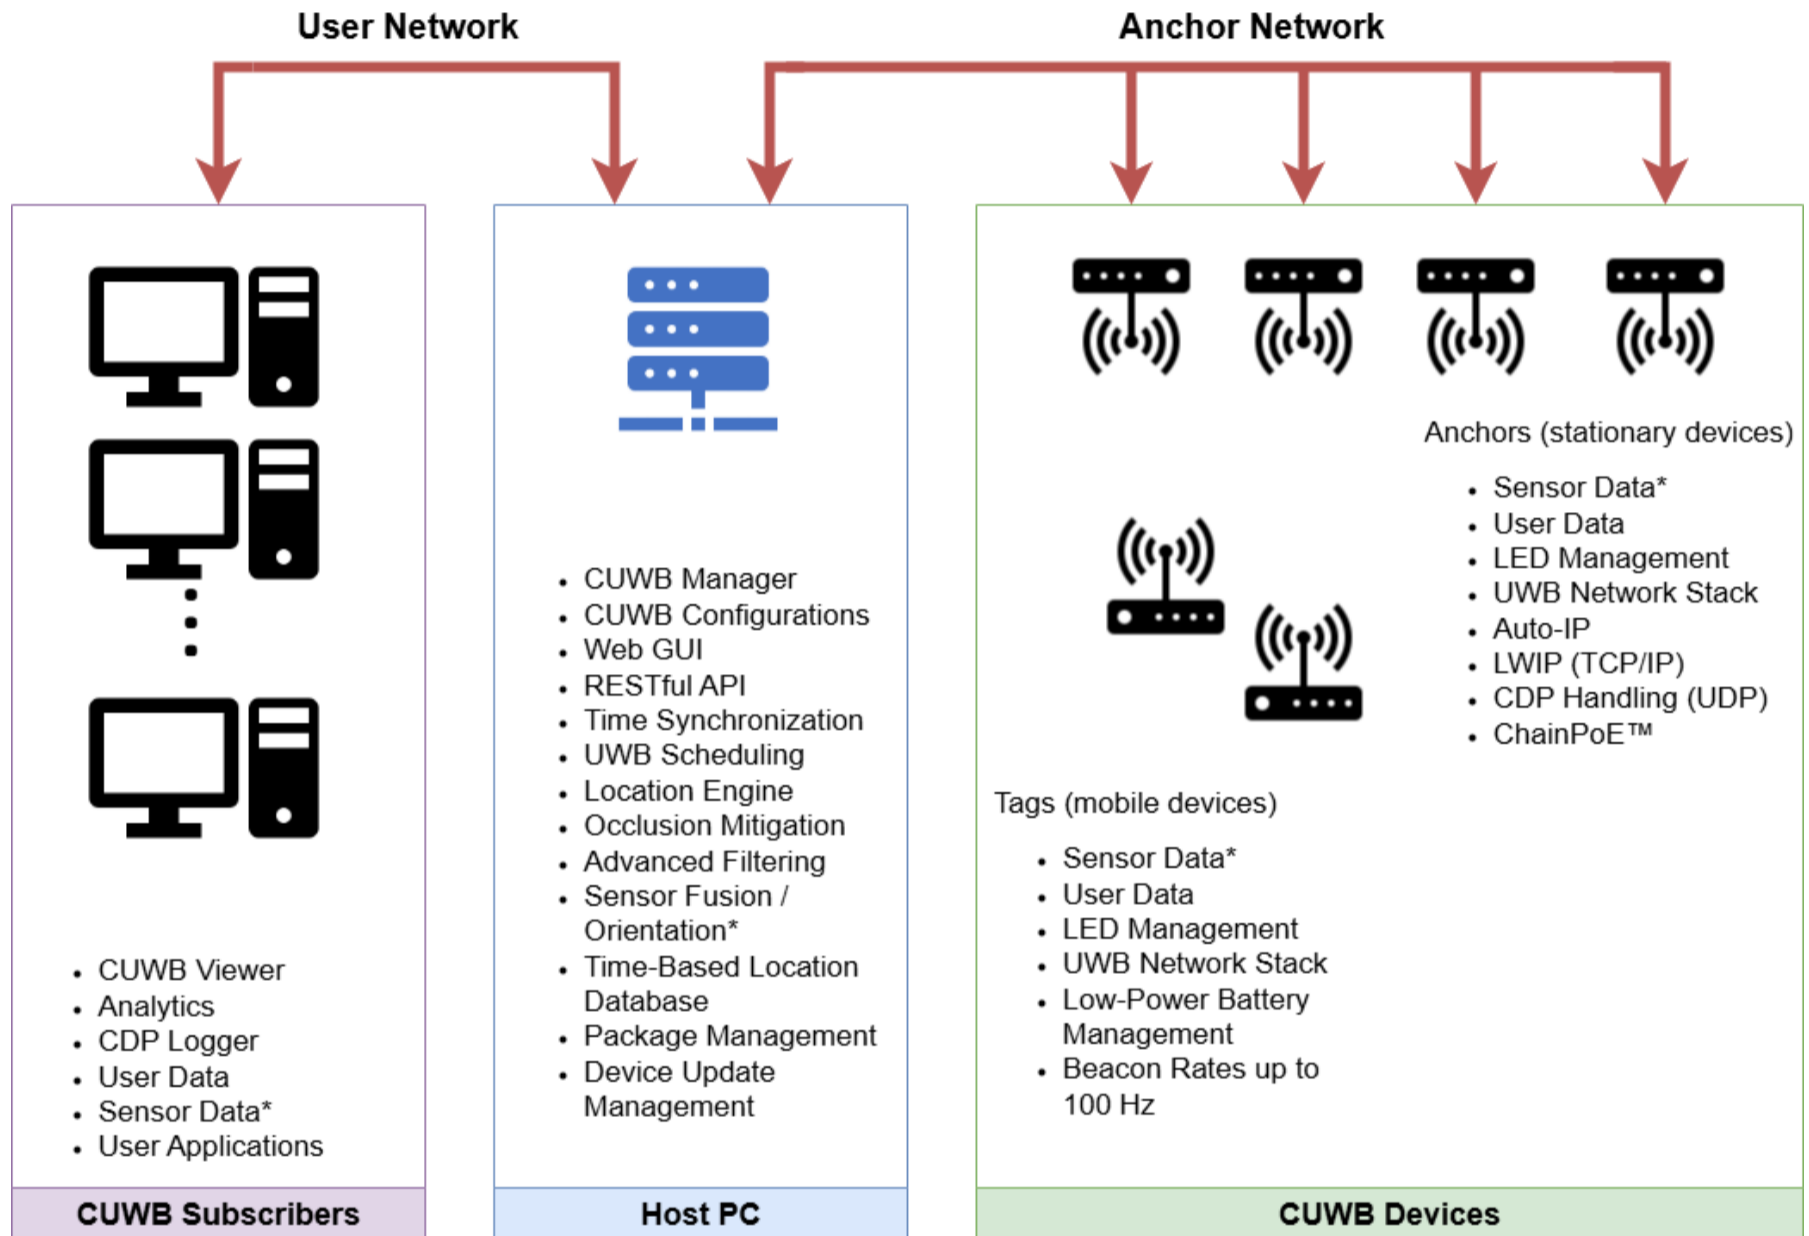 User Network
Anchor Network
CUWB Viewer
Analytics
CDP Logger
User Data
Sensor Data*
User Applications
CUWB Subscribers
CUWB Manager
CUWB Configurations
Web GUI
RESTful API
Time Synchronization
UWB Scheduling
Location Engine
Occlusion Mitigation
Advanced Filtering
Sensor Fusion /
Orientation*
Time-Based Location
Database
Package Management
Device Update
Management
Host PC
Anchors (stationary devices)
Sensor Data*
User Data
LED Management
UWB Network Stack
Auto-IP
LWIP (TCP/IP)
CDP Handling (UDP)
ChainPoE™
Tags (mobile devices)
Sensor Data*
User Data
LED Management
UWB Network Stack
Low-Power Battery
Management
Beacon Rates up to
100 Hz
CUWB Devices